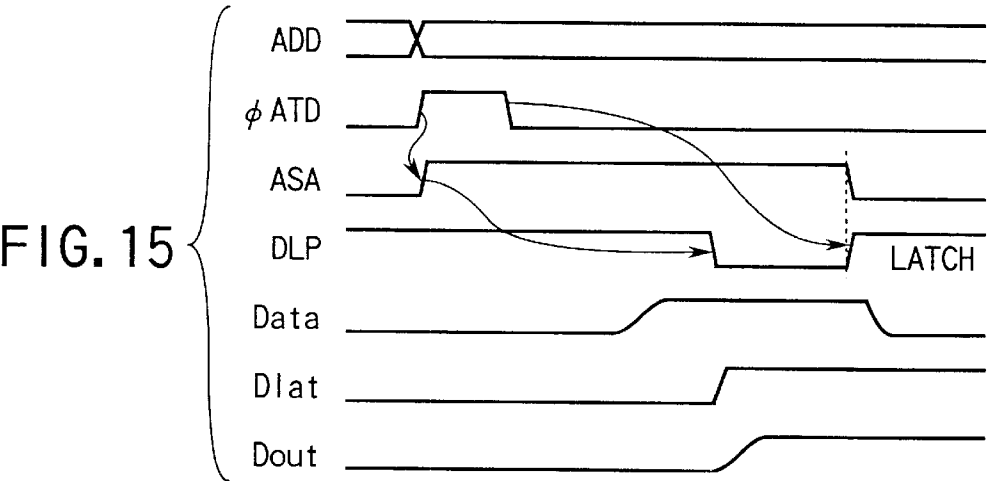 FIG. 15
ADD
φATD
ASA
DLP
LATCH
Data
Dlat
Dout